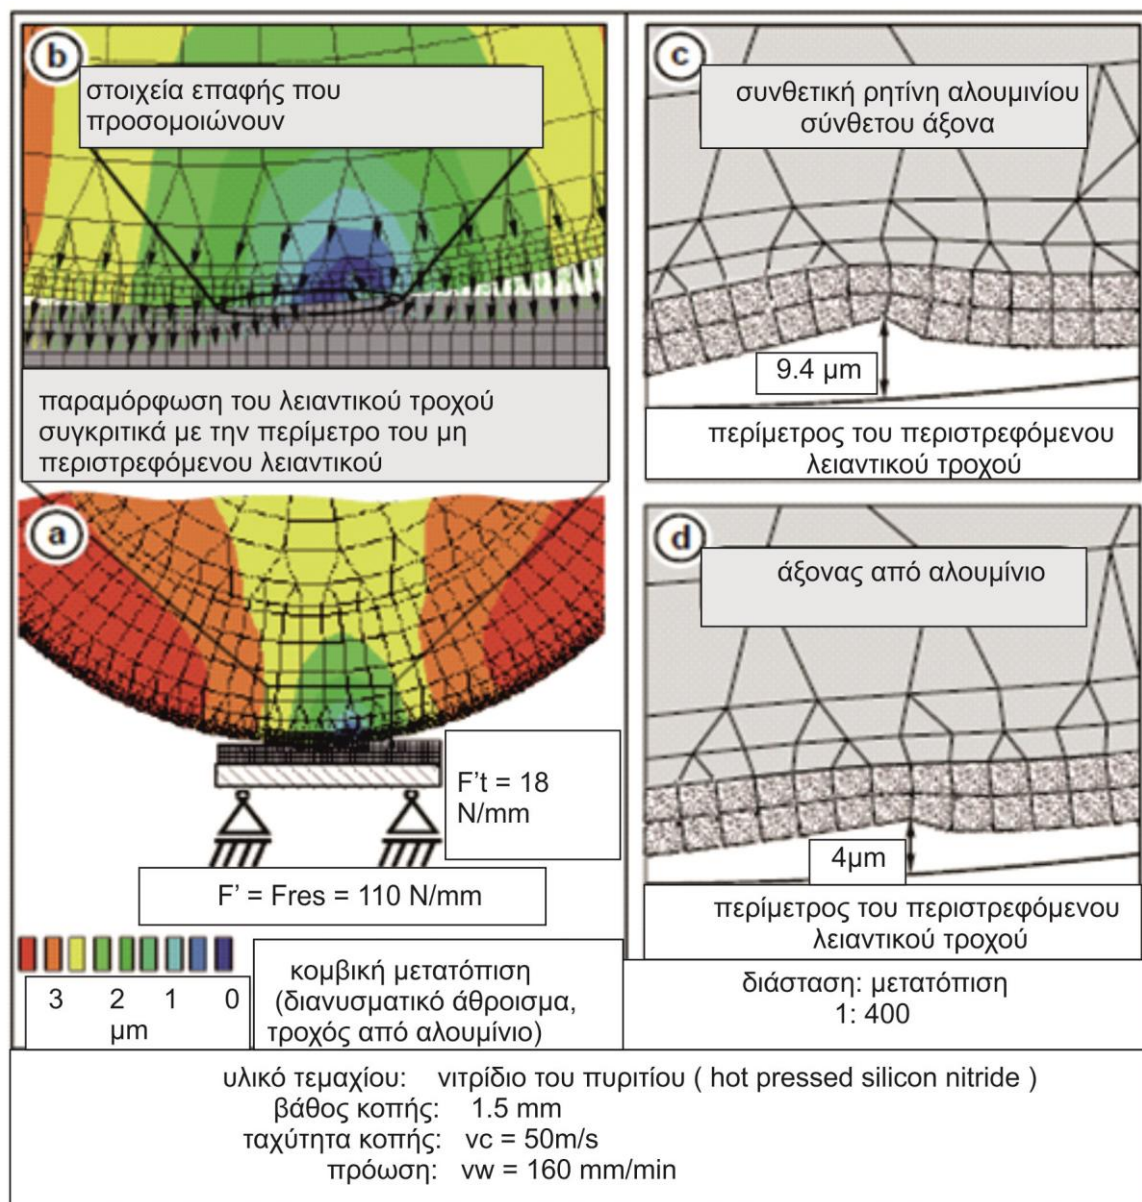 b
στοιχεία επαφής που
προσομοιώνουν
παραμόρφωση του λειαντικού τροχού
συγκριτικά με την περίμετρο του μη
περιστρεφόμενου λειαντικού
a
F't = 18
N/mm
F' = Fres = 110 N/mm
3 2 1 0
μm
κομβική μετατόπιση
(διανυσματικό άθροισμα,
τροχός από αλουμίνιο)
c
συνθετική ρητίνη αλουμινίου
σύνθετου άξονα
9.4 μm
περίμετρος του περιστρεφόμενου
λειαντικού τροχού
d
άξονας από αλουμίνιο
4μm
περίμετρος του περιστρεφόμενου
λειαντικού τροχού
διάσταση: μετατόπιση
1: 400
υλικό τεμαχίου: νιτρίδιο του πυριτίου ( hot pressed silicon nitride )
βάθος κοπής: 1.5 mm
ταχύτητα κοπής: vc = 50m/s
πρόωση: vw = 160 mm/min